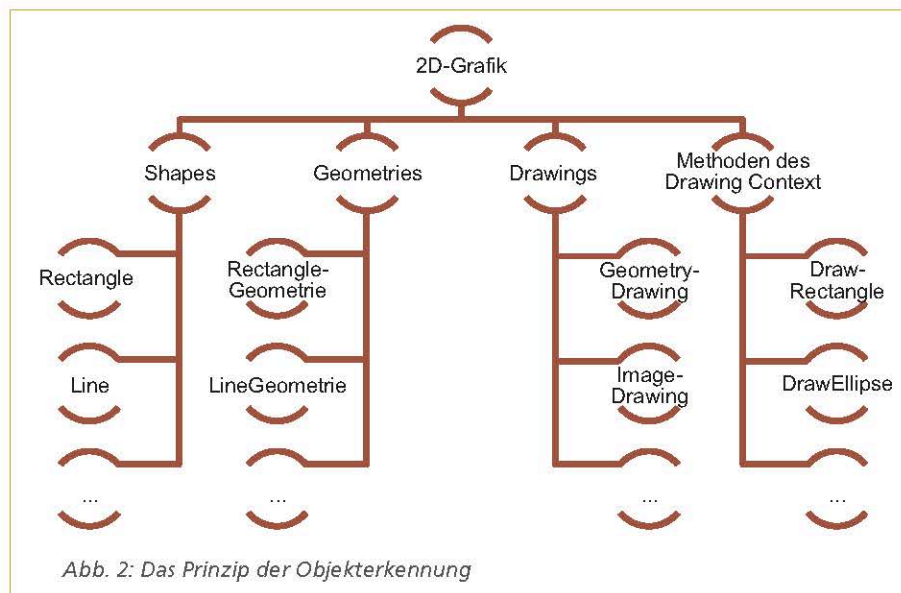 2D-Grafik
Shapes
Geometries
Drawings
Methoden des
Drawing Context
Rectangle
Rectangle-
Geometrie
Geometry-
Drawing
Draw-
Rectangle
Line
LineGeometrie
Image-
Drawing
DrawEllipse
...
...
...
...
Abb. 2: Das Prinzip der Objekterkennung